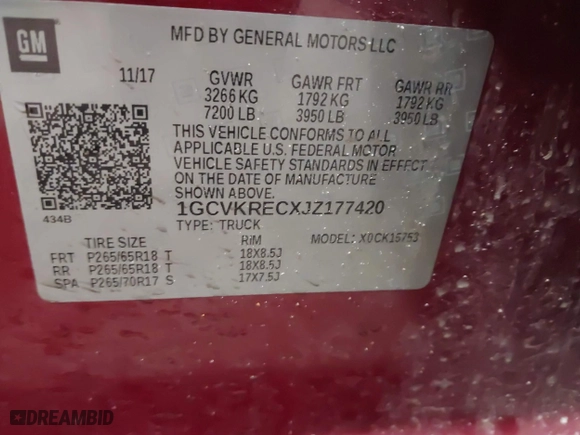 GM
MFD BY GENERAL MOTORS LLC
11/17 GVWR GAWR FRT GAWR RR
3266 KG 1792 KG 1792 KG
7200 LB 3950 LB 3950 LB
THIS VEHICLE CONFORMS TO ALL
APPLICABLE U.S. FEDERAL MOTOR
VEHICLE SAFETY STANDARDS IN EFFECT
ON THE DATE OF MANUFACTURE
SHOWN ABOVE.
434B
1GCVKRECXJZ177420
TYPE: TRUCK MODEL: X0CK15753
TIRE SIZE RIM
FRT P265/65R18 T 18X8.5J
RR P265/65R18 T 18X8.5J
SPA P265/70R17 S 17X7.5J
DREAMBID